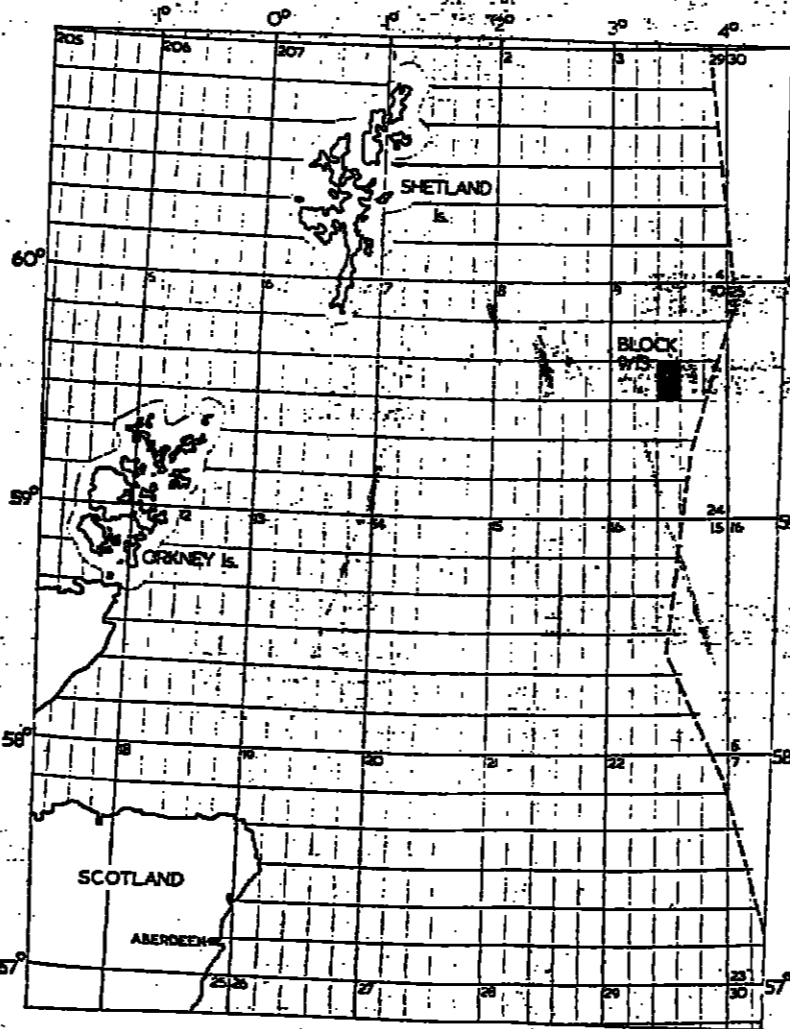 1° 0° 1° 2° 3° 4°
205 206 207 2 3 29 30
SHETLAND
Is.
60°
5 6 7 8 9 4
BLOCK
9/13
59°
12 13 14 15 16 24
15 16
ORKNEY Is.
58° 58
18 19 20 21 22 6
7
SCOTLAND
ABERDEEN
57° 57°
25 26 27 28 29 23
30